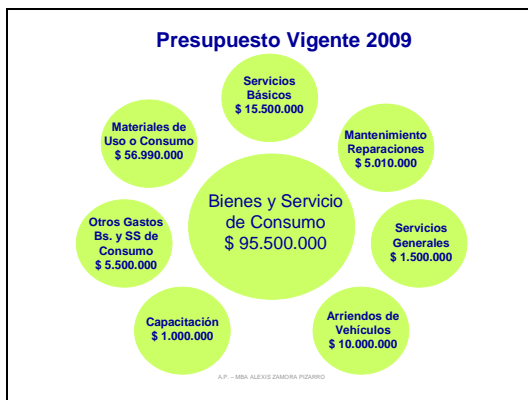 Presupuesto Vigente 2009
Servicios
Básicos
$ 15.500.000
Materiales de
Uso o Consumo
$ 56.990.000
Mantenimiento
Reparaciones
$ 5.010.000
Bienes y Servicio
de Consumo
$ 95.500.000
Otros Gastos
Bs. y SS de
Consumo
$ 5.500.000
Servicios
Generales
$ 1.500.000
Capacitación
$ 1.000.000
Arriendos de
Vehículos
$ 10.000.000
A.P. – MBA ALEXIS ZAMORA PIZARRO